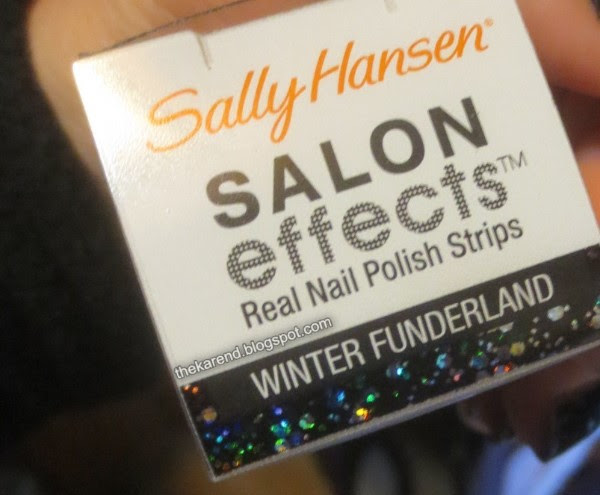 Sally Hansen®
SALON
effects™
Real Nail Polish Strips
thekarend.blogspot.com
WINTER FUNDERLAND